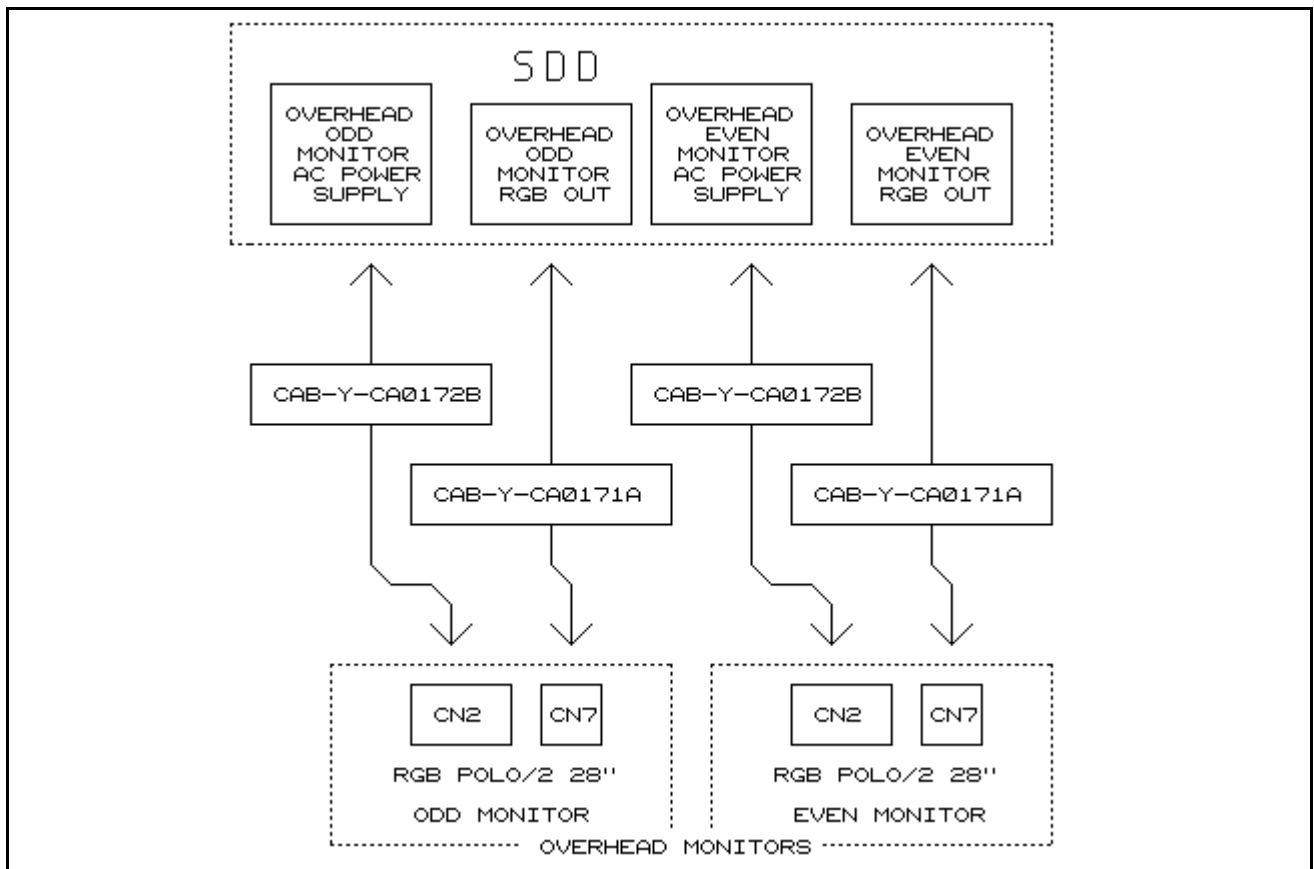 SDD
OVERHEAD
ODD
MONITOR
AC POWER
SUPPLY
OVERHEAD
ODD
MONITOR
RGB OUT
OVERHEAD
EVEN
MONITOR
AC POWER
SUPPLY
OVERHEAD
EVEN
MONITOR
RGB OUT
CAB-Y-CA0172B
CAB-Y-CA0172B
CAB-Y-CA0171A
CAB-Y-CA0171A
CN2
CN7
RGB POLO/2 28"
ODD MONITOR
CN2
CN7
RGB POLO/2 28"
EVEN MONITOR
OVERHEAD MONITORS